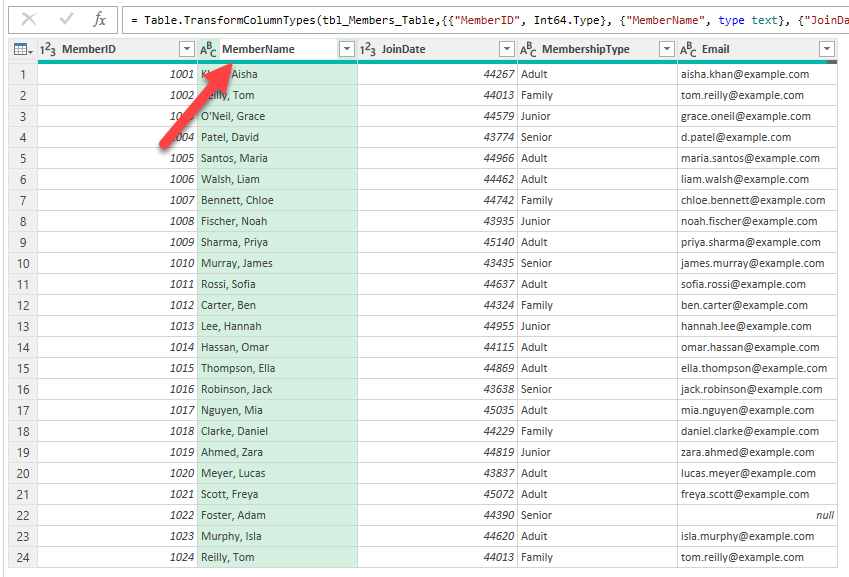 = Table.TransformColumnTypes(tbl_Members_Table,{{"MemberID", Int64.Type}, {"MemberName", type text}, {"JoinDa
123 MemberID ABC MemberName 123 JoinDate ABC MembershipType ABC Email
1 1001 Aisha 44267 Adult aisha.khan@example.com
2 1002 Reilly, Tom 44013 Family tom.reilly@example.com
3 O'Neil, Grace 44579 Junior grace.oneil@example.com
4 1004 Patel, David 43774 Senior d.patel@example.com
5 1005 Santos, Maria 44966 Adult maria.santos@example.com
6 1006 Walsh, Liam 44462 Adult liam.walsh@example.com
7 1007 Bennett, Chloe 44742 Family chloe.bennett@example.com
8 1008 Fischer, Noah 43935 Junior noah.fischer@example.com
9 1009 Sharma, Priya 45140 Adult priya.sharma@example.com
10 1010 Murray, James 43435 Senior james.murray@example.com
11 1011 Rossi, Sofia 44637 Adult sofia.rossi@example.com
12 1012 Carter, Ben 44324 Family ben.carter@example.com
13 1013 Lee, Hannah 44955 Junior hannah.lee@example.com
14 1014 Hassan, Omar 44115 Adult omar.hassan@example.com
15 1015 Thompson, Ella 44869 Adult ella.thompson@example.com
16 1016 Robinson, Jack 43638 Senior jack.robinson@example.com
17 1017 Nguyen, Mia 45035 Adult mia.nguyen@example.com
18 1018 Clarke, Daniel 44229 Family daniel.clarke@example.com
19 1019 Ahmed, Zara 44819 Junior zara.ahmed@example.com
20 1020 Meyer, Lucas 43837 Adult lucas.meyer@example.com
21 1021 Scott, Freya 45072 Adult freya.scott@example.com
22 1022 Foster, Adam 44390 Senior null
23 1023 Murphy, Isla 44620 Aduit isla.murphy@example.com
24 1024 Reilly, Tom 44013 Family tom.reilly@example.com